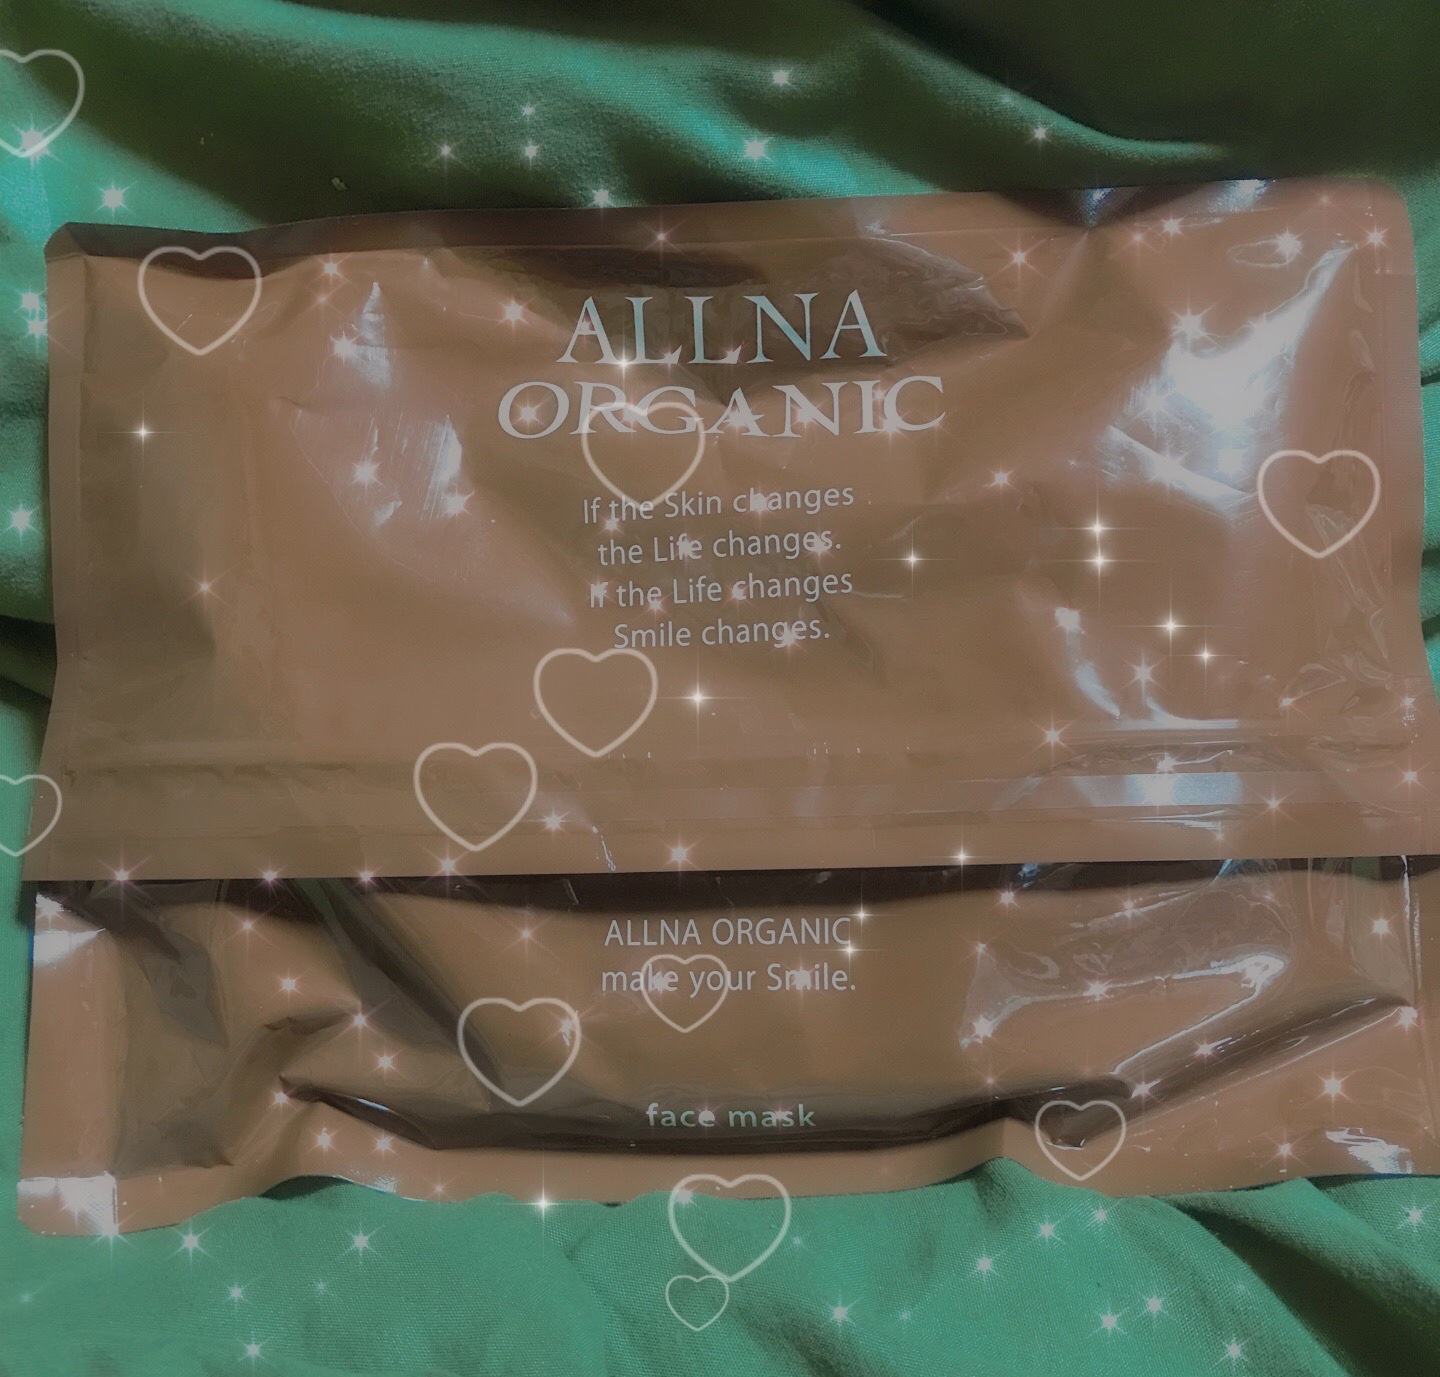 ALLNA
ORGANIC
If the Skin changes
the Life changes.
If the Life changes
Smile changes.
ALLNA ORGANIC
make your Smile.
face mask